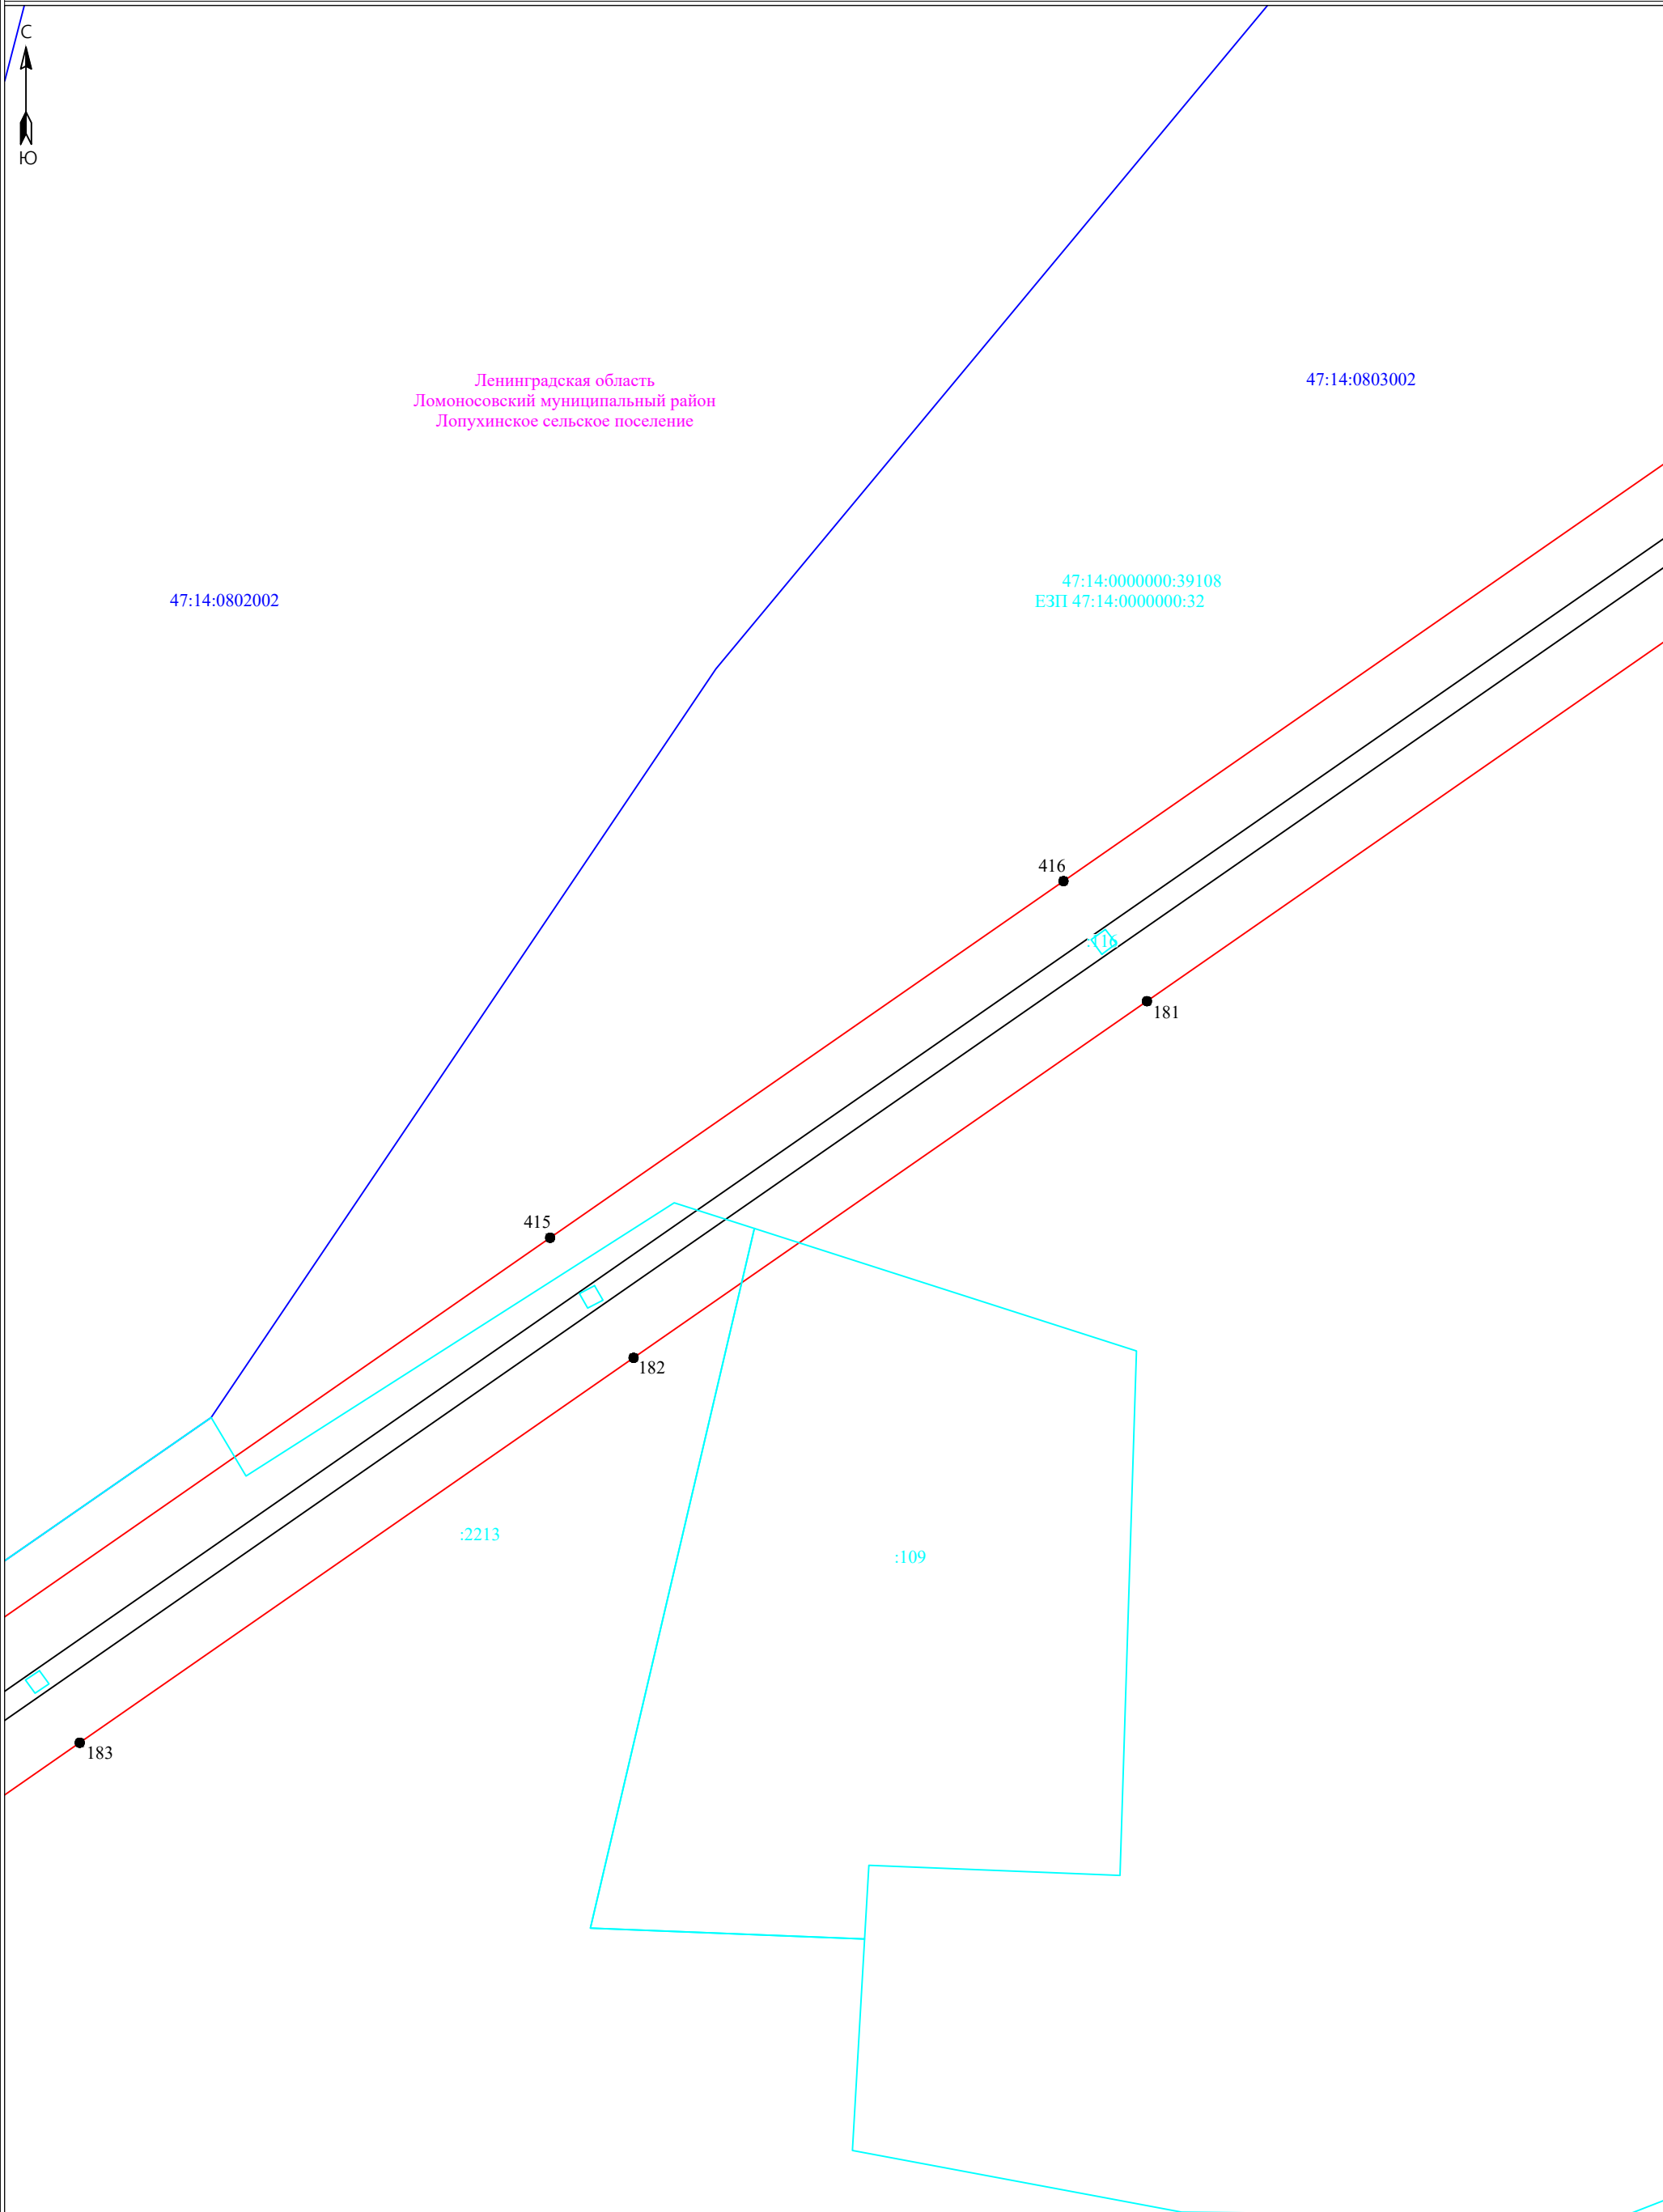 С
Ю
Ленинградская область
Ломоносовский муниципальный район
Лопухинское сельское поселение
47:14:0803002
47:14:0000000:39108
ЕЗП 47:14:0000000:32
47:14:0802002
416
:116
181
415
182
:2213
:109
183